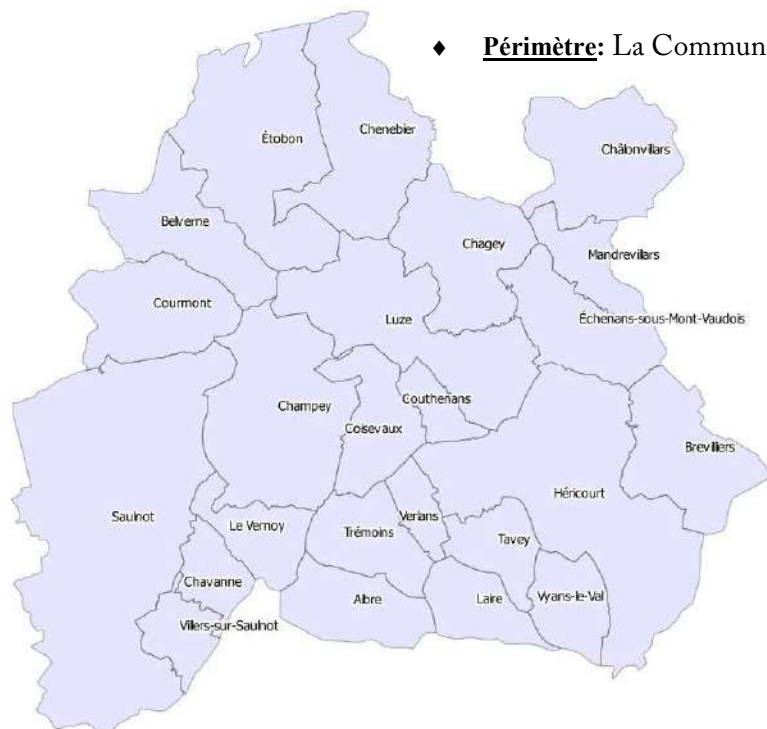 ♦ Périmètre: La Commun
Chenebier
Étobon
Châlonvillars
Belverne
Chagey
Mandrevillars
Courmont
Luze
Échenans-sous-Mont-Vaudois
Couthenans
Champey
Coisevaux
Brevilliers
Héricourt
Saulnot
Verlans
Le Vernoy
Trémoins
Tavey
Chavanne
Aibre
Laire
Vyans-le-Val
Villers-sur-Saulnot